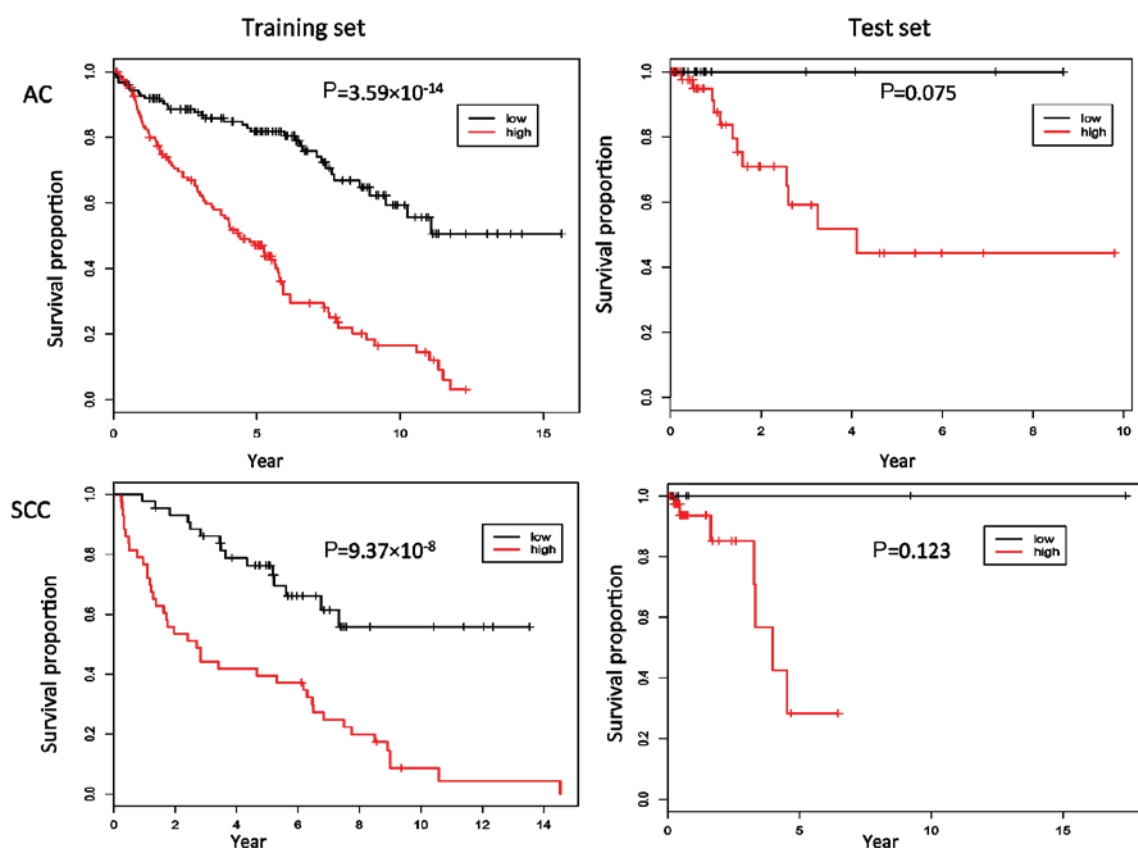 Training set
Test set
AC
P=3.59×10⁻¹⁴
low
high
Survival proportion
0.0 0.2 0.4 0.6 0.8 1.0
0 5 10 15
Year
P=0.075
low
high
Survival proportion
0.0 0.2 0.4 0.6 0.8 1.0
0 2 4 6 8 10
Year
SCC
P=9.37×10⁻⁸
low
high
Survival proportion
0.0 0.2 0.4 0.6 0.8 1.0
0 2 4 6 8 10 12 14
Year
P=0.123
low
high
Survival proportion
0.0 0.2 0.4 0.6 0.8 1.0
0 5 10 15
Year